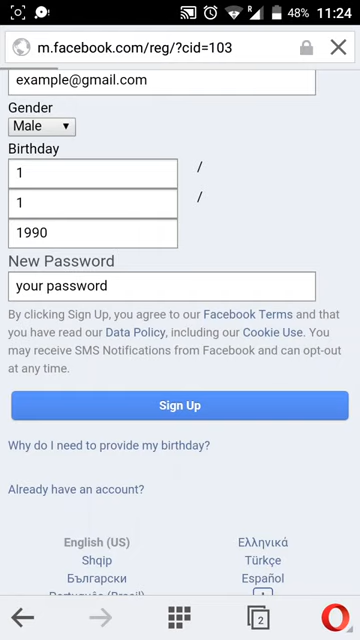 48% 11:24
m.facebook.com/reg/?cid=103
example@gmail.com
Gender
Male
Birthday
1 /
1 /
1990
New Password
your password
By clicking Sign Up, you agree to our Facebook Terms and that
you have read our Data Policy, including our Cookie Use. You
may receive SMS Notifications from Facebook and can opt-out
at any time.
Sign Up
Why do I need to provide my birthday?
Already have an account?
English (US) Ελληνικά
Shqip Türkçe
Български Español
Português (Brasil)
2